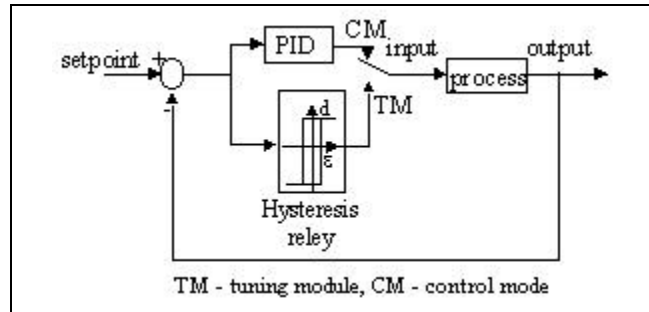 CM
setpoint + PID input output
process
- d TM
ε
Hysteresis
reley
TM - tuning module, CM - control mode